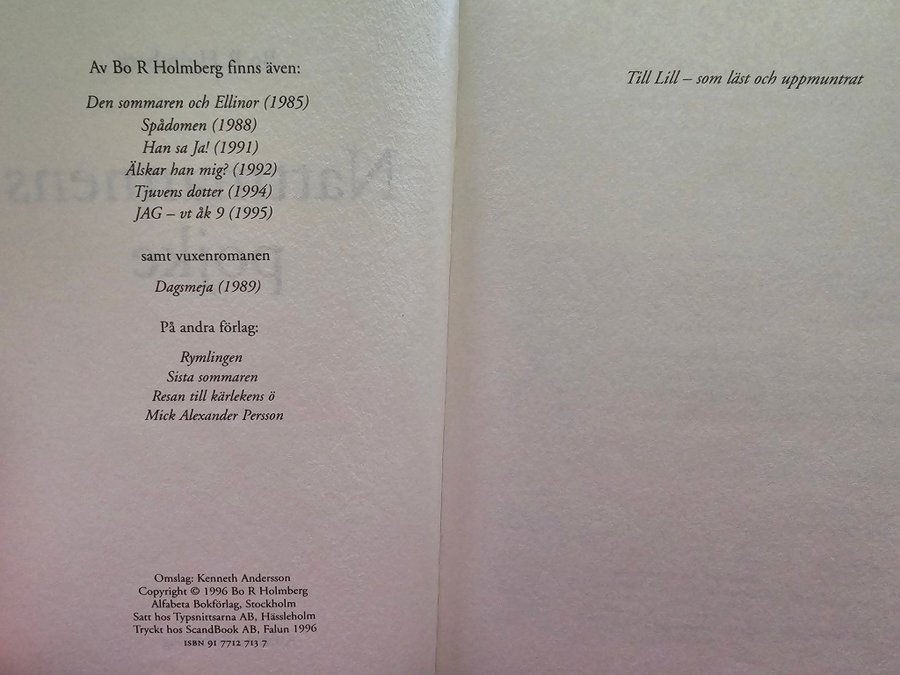 Av Bo R Holmberg finns även:
Den sommaren och Ellinor (1985)
Spådomen (1988)
Han sa Ja! (1991)
Älskar han mig? (1992)
Tjuvens dotter (1994)
JAG – vt åk 9 (1995)
samt vuxenromanen
Dagsmeja (1989)
På andra förlag:
Rymlingen
Sista sommaren
Resan till kärlekens ö
Mick Alexander Persson
Omslag: Kenneth Andersson
Copyright © 1996 Bo R Holmberg
Alfabeta Bokförlag, Stockholm
Satt hos Typsnittsarna AB, Hässleholm
Tryckt hos ScandBook AB, Falun 1996
ISBN 91 7712 713 7
Till Lill – som läst och uppmuntrat